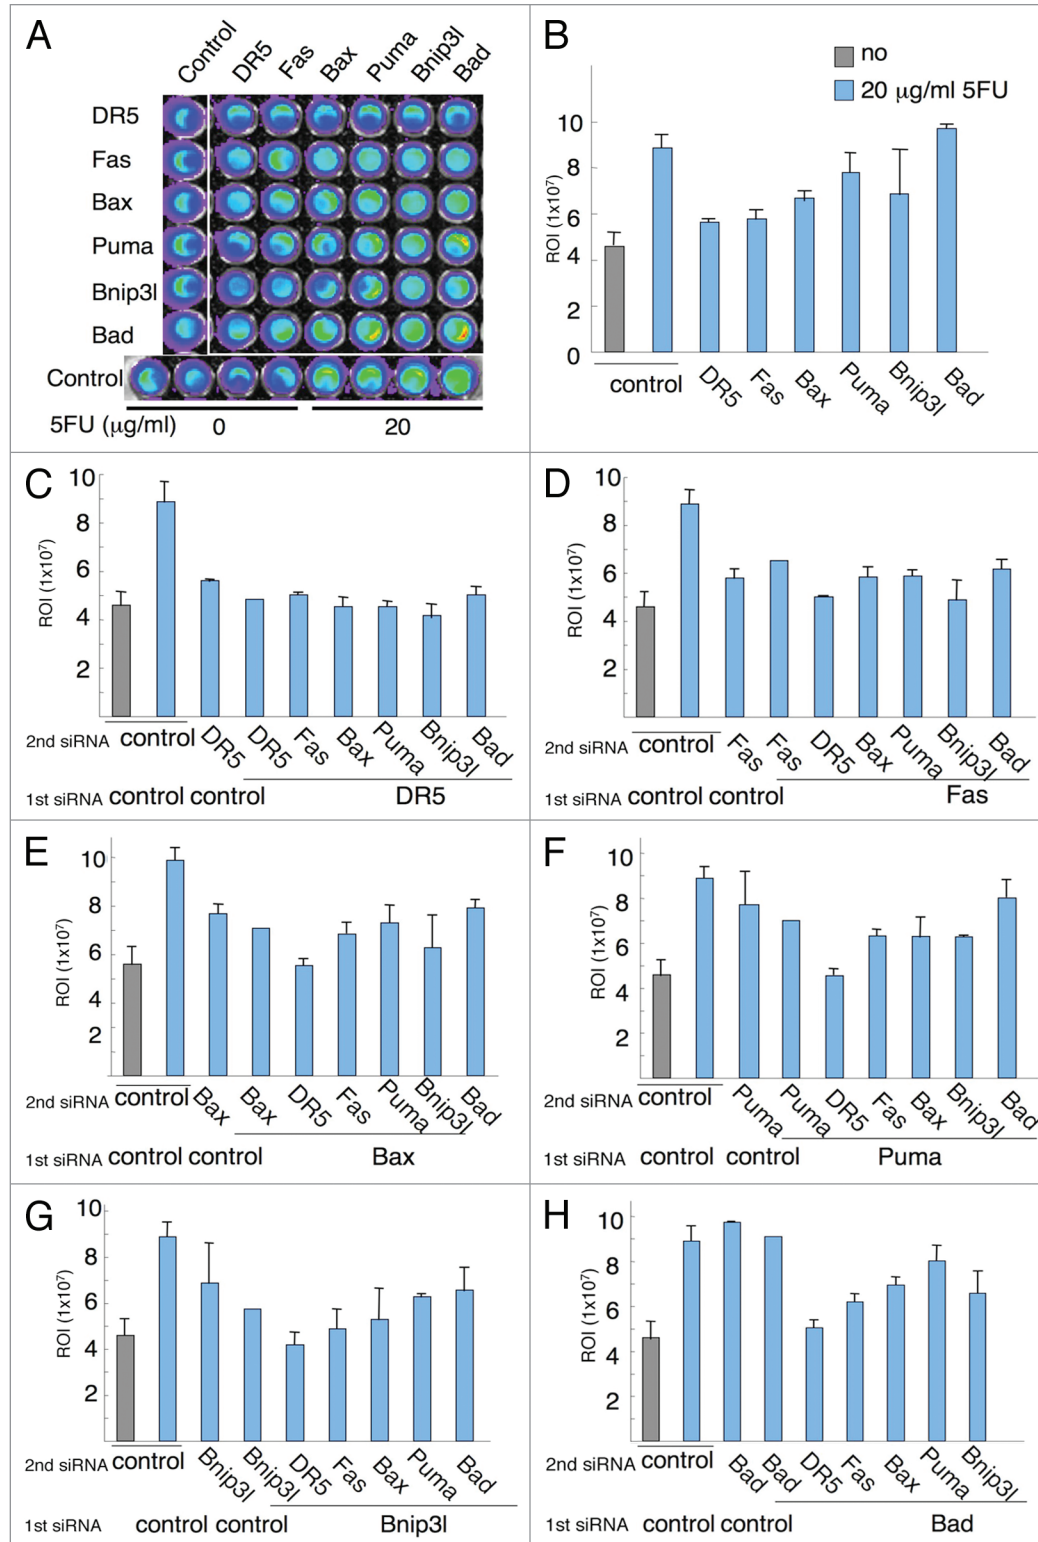 A
Control
DR5
Fas
Bax
Puma
Bnip3l
Bad
DR5
Fas
Bax
Puma
Bnip3l
Bad
Control
5FU (μg/ml)
0
20
B
no
20 μg/ml 5FU
ROI (1x10⁷)
10
8
6
4
2
0
control
DR5
Fas
Bax
Puma
Bnip3l
Bad
C
ROI (1x10⁷)
10
8
6
4
2
2nd siRNA control DR5 DR5 Fas Bax Puma Bnip3l Bad
1st siRNA control control DR5
D
ROI (1x10⁷)
10
8
6
4
2
2nd siRNA control Fas Fas DR5 Bax Puma Bnip3l Bad
1st siRNA control control Fas
E
ROI (1x10⁷)
10
8
6
4
2
2nd siRNA control Bax Bax DR5 Fas Puma Bnip3l Bad
1st siRNA control control Bax
F
ROI (1x10⁷)
10
8
6
4
2
2nd siRNA control Puma Puma DR5 Fas Bax Bnip3l Bad
1st siRNA control control Puma
G
ROI (1x10⁷)
10
8
6
4
2
2nd siRNA control Bnip3l Bnip3l DR5 Fas Bax Puma Bad
1st siRNA control control Bnip3l
H
ROI (1x10⁷)
10
8
6
4
2
2nd siRNA control Bad Bad DR5 Fas Bax Puma Bnip3l
1st siRNA control control Bad